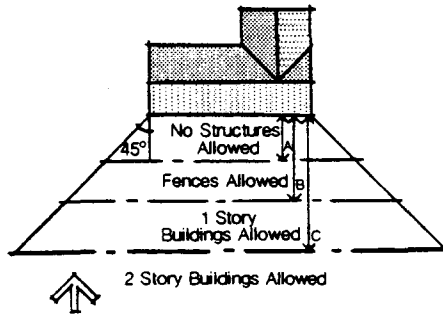 No Structures
Allowed
A
45°
Fences Allowed
B
1 Story
Buildings Allowed
C
2 Story Buildings Allowed